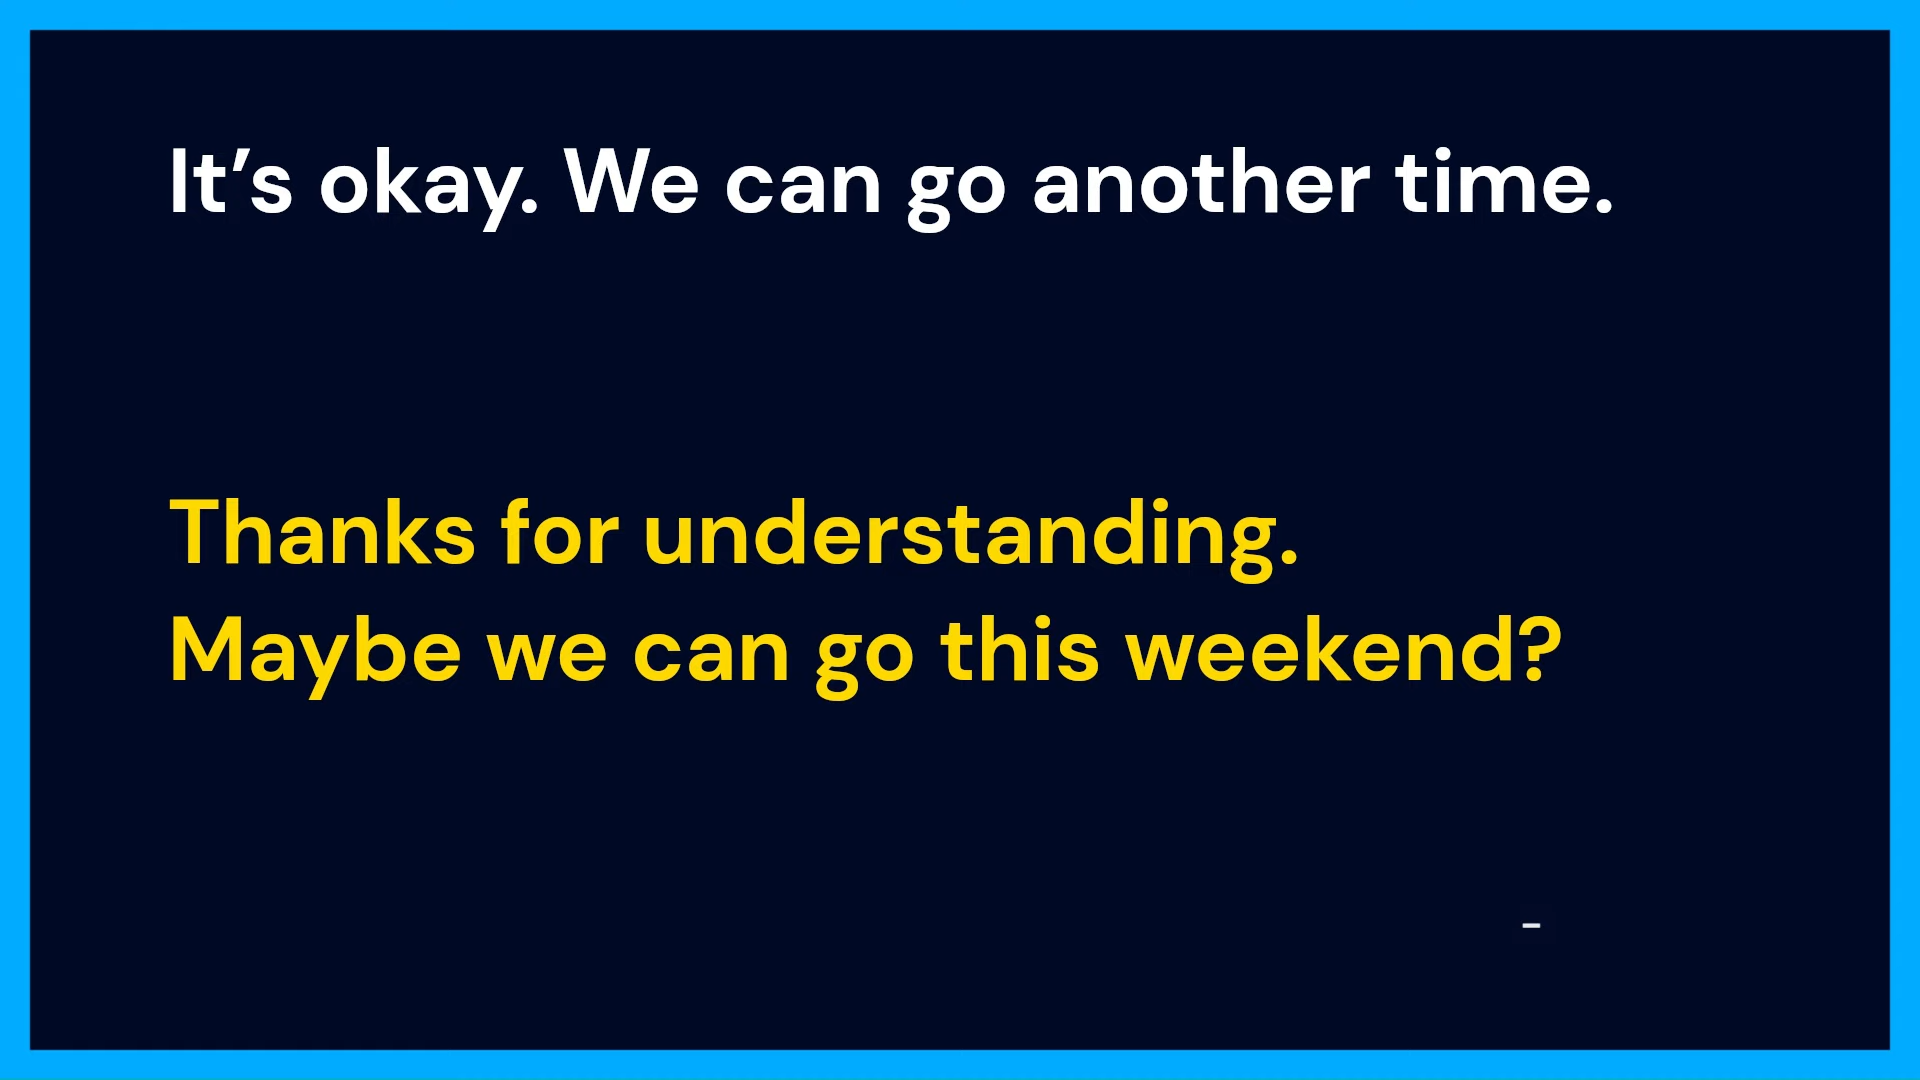 It’s okay. We can go another time.
Thanks for understanding.
Maybe we can go this weekend?
-